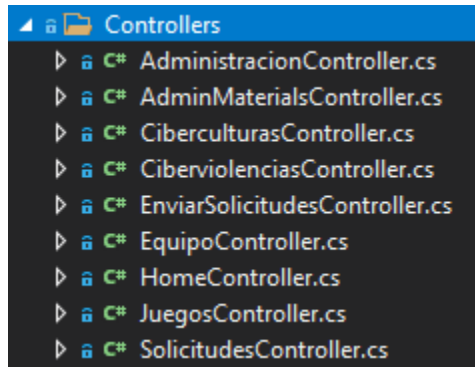 Controllers
C# AdministracionController.cs
C# AdminMaterialsController.cs
C# CiberculturasController.cs
C# CiberviolenciasController.cs
C# EnviarSolicitudesController.cs
C# EquipoController.cs
C# HomeController.cs
C# JuegosController.cs
C# SolicitudesController.cs